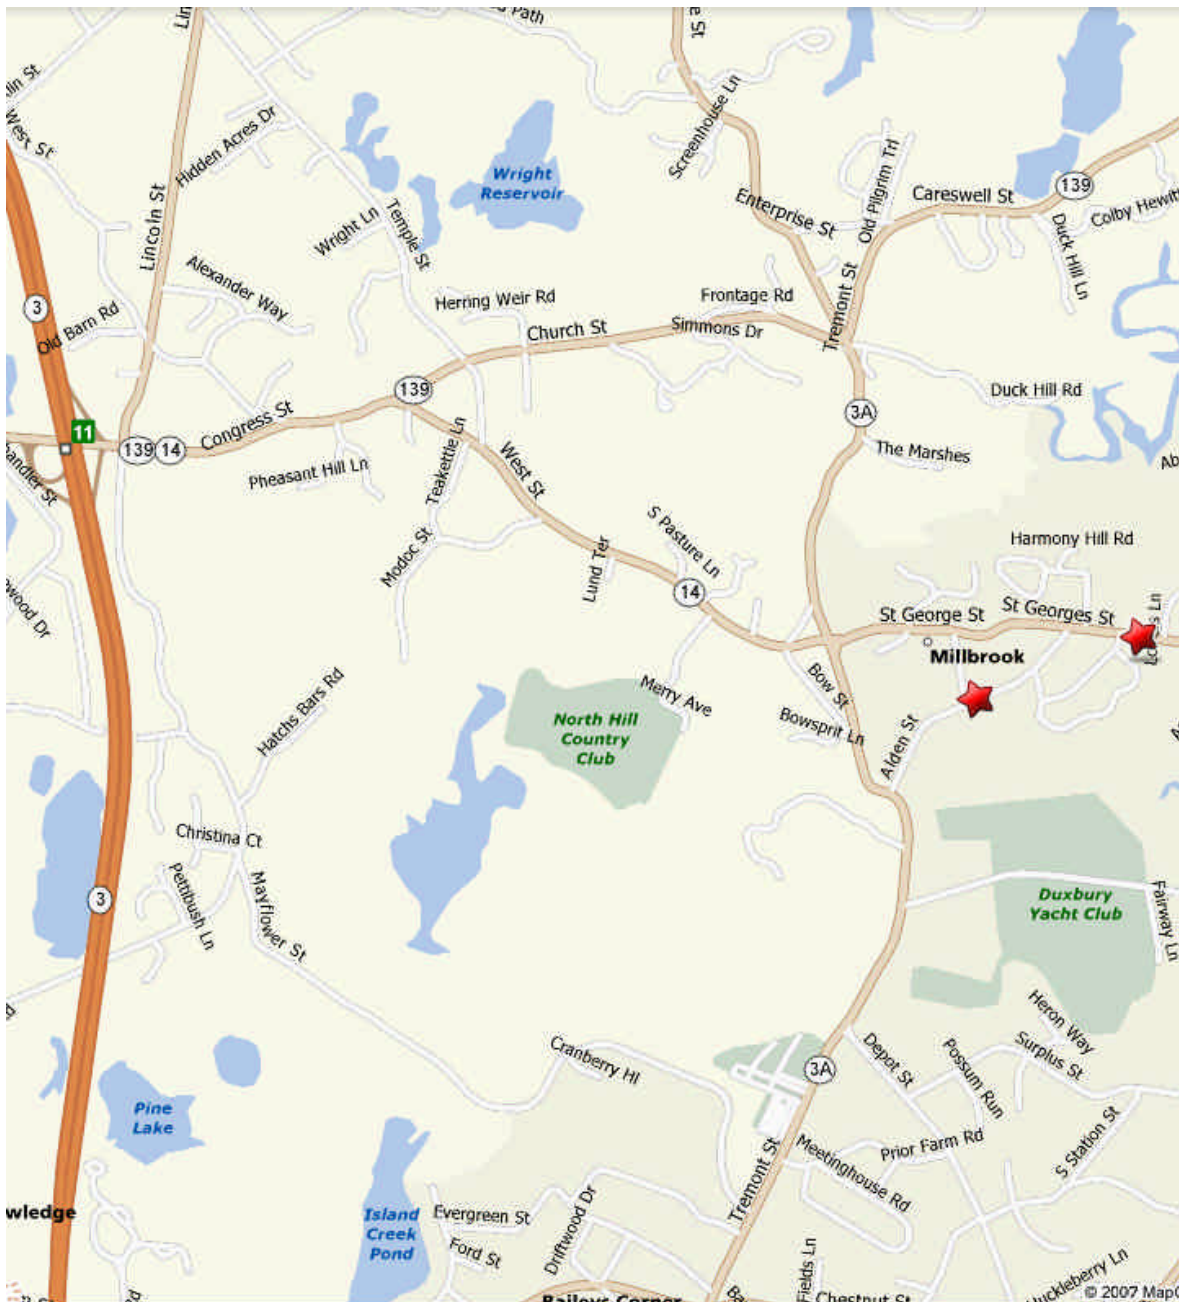 Path
Lincoln St
West St
Hidden Acres Dr
Wright
Reservoir
Screenhouse Ln
Enterprise St
Old Pilgrim Trl
Careswell St
139
Colby Hewitt
Duck Hill Ln
Wright Ln
Temple St
Alexander Way
3
Old Barn Rd
Herring Weir Rd
Frontage Rd
Church St
Simmons Dr
Tremont St
Duck Hill Rd
139
3A
11
139
14
Congress St
Pheasant Hill Ln
Teakettle Ln
West St
The Marshes
Modoc St
Lund Ter
S Pasture Ln
14
Harmony Hill Rd
St George St
St Georges St
Millbrook
Hatchs Bars Rd
Merry Ave
Bow St
Bowsprit Ln
Alden St
North Hill
Country
Club
Christina Ct
Pettibush Ln
Mayflower St
3
Duxbury
Yacht Club
Fairway Ln
Heron Way
Surplus St
Possum Run
Depot St
Cranberry Hl
3A
Pine
Lake
Prior Farm Rd
Meetinghouse Rd
S Station St
Tremont St
Island
Creek
Pond
Evergreen St
Ford St
Driftwood Dr
Fields Ln
Chestnut St
Huckleberry Ln
Baileys Corner
© 2007 MapQ